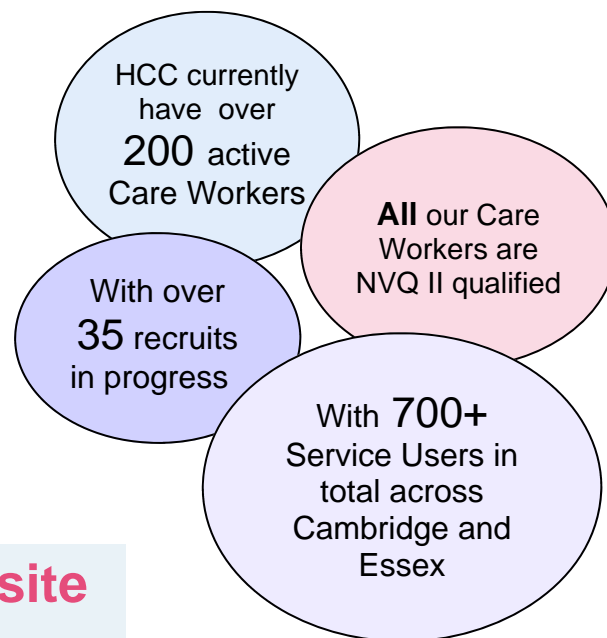 HCC currently
have over
200 active
Care Workers
All our Care
Workers are
NVQ II qualified
With over
35 recruits
in progress
With 700+
Service Users in
total across
Cambridge and
Essex
site